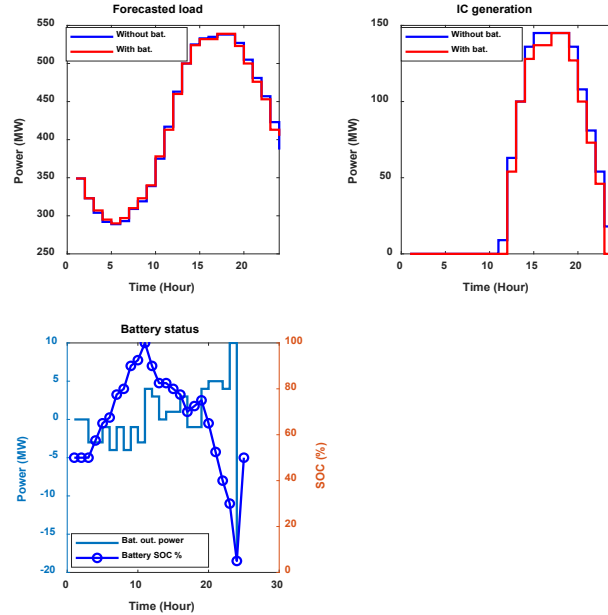 Forecasted load
550
500
450
400
350
300
250
Power (MW)
Without bat.
With bat.
0 5 10 15 20
Time (Hour)
IC generation
150
100
50
0
Power (MW)
Without bat.
With bat.
0 10 20
Time (Hour)
Battery status
10
5
0
-5
-10
-15
-20
Power (MW)
100
80
60
40
20
0
SOC (%)
Bat. out. power
Battery SOC %
0 10 20 30
Time (Hour)